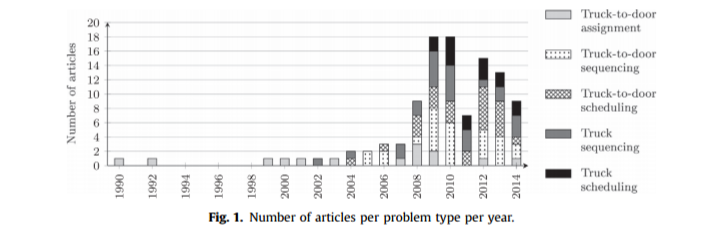 Number of articles
20
18
16
14
12
10
8
6
4
2
0
1990
1992
1994
1996
1998
2000
2002
2004
2006
2008
2010
2012
2014
Truck-to-door
assignment
Truck-to-door
sequencing
Truck-to-door
scheduling
Truck
sequencing
Truck
scheduling
Fig. 1. Number of articles per problem type per year.